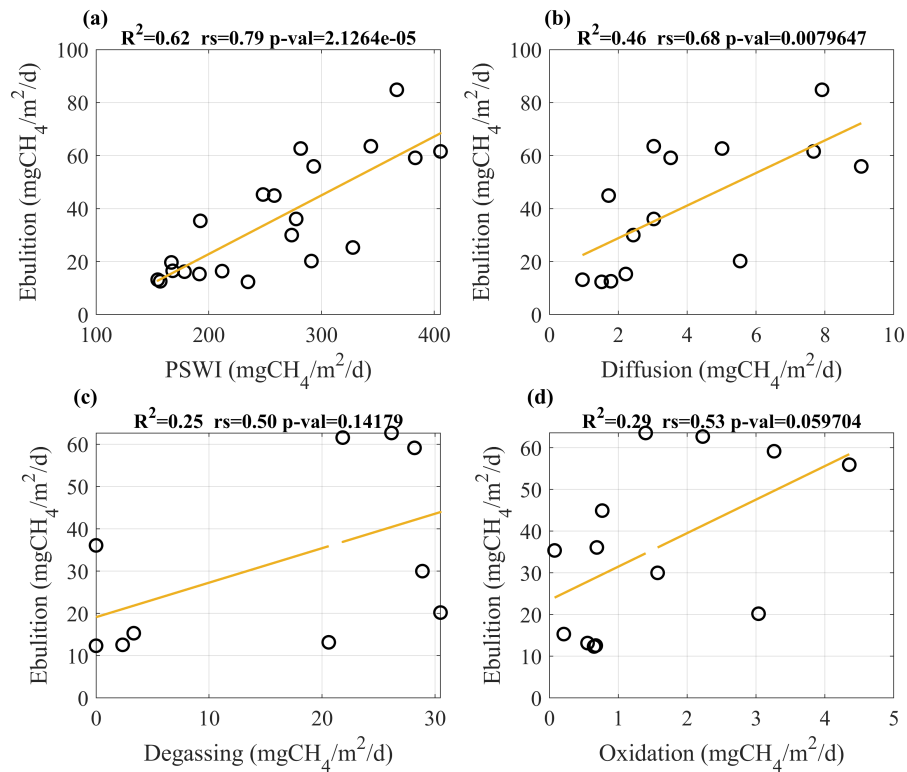 (a)
R²=0.62 rs=0.79 p-val=2.1264e-05
100
80
60
40
20
0
Ebulition (mgCH₄/m²/d)
100
200
300
400
PSWI (mgCH₄/m²/d)
(b)
R²=0.46 rs=0.68 p-val=0.0079647
100
80
60
40
20
0
Ebulition (mgCH₄/m²/d)
0
2
4
6
8
10
Diffusion (mgCH₄/m²/d)
(c)
R²=0.25 rs=0.50 p-val=0.14179
60
50
40
30
20
10
0
Ebulition (mgCH₄/m²/d)
0
10
20
30
Degassing (mgCH₄/m²/d)
(d)
R²=0.29 rs=0.53 p-val=0.059704
60
50
40
30
20
10
0
Ebulition (mgCH₄/m²/d)
0
1
2
3
4
5
Oxidation (mgCH₄/m²/d)